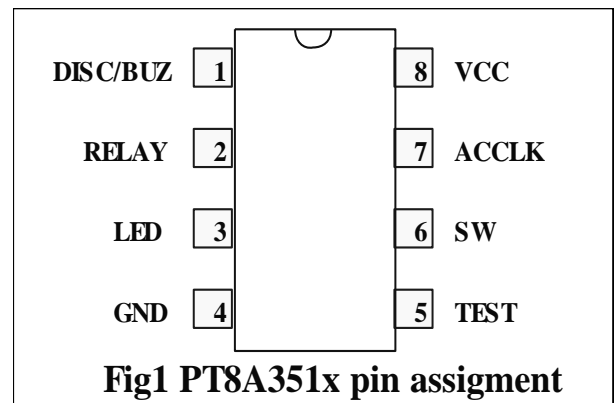 DISC/BUZ 1 8 VCC
RELAY 2 7 ACCLK
LED 3 6 SW
GND 4 5 TEST
Fig1 PT8A351x pin assigment